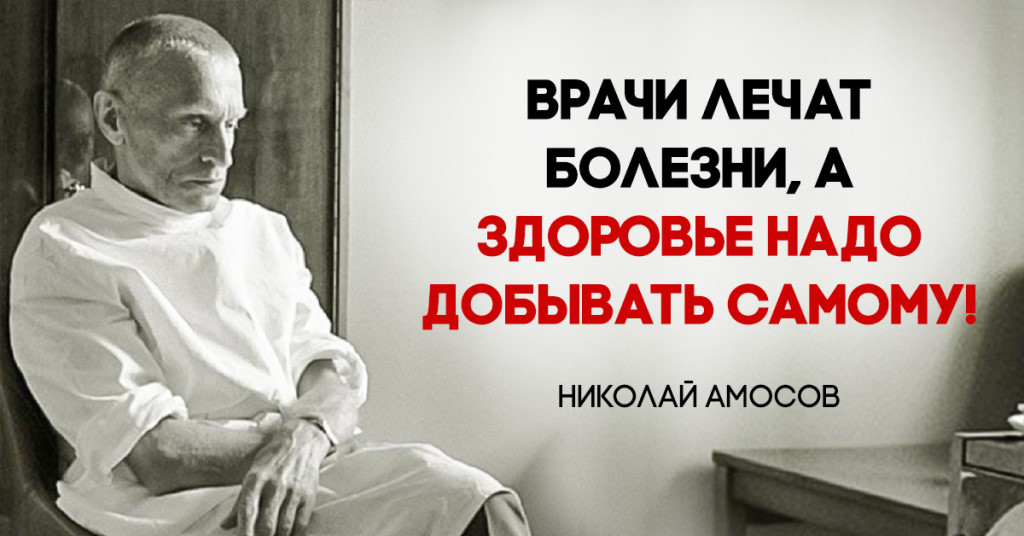 ВРАЧИ ЛЕЧАТ
БОЛЕЗНИ, А
ЗДОРОВЬЕ НАДО
ДОБЫВАТЬ САМОМУ!
НИКОЛАЙ АМОСОВ